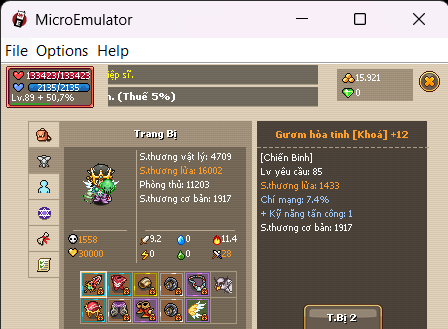 MicroEmulator
File Options Help
133423/133423
2135/2135
Lv.89 + 50,7%
iệp sĩ.
n. (Thuế 5%)
15.921
0
Trang Bị
S.thương vật lý: 4709
S.thương lửa: 16002
Phòng thủ: 11203
S.thương cơ bản: 1917
1558
9.2
0
11.4
30000
0
0
28
Gươm hỏa tinh [Khoá] +12
[Chiến Binh]
Lv yêu cầu: 85
S.thương lửa: 1433
Chí mạng: 7.4%
+ Kỹ năng tấn công: 1
S.thương cơ bản: 1917
T.Bị 2